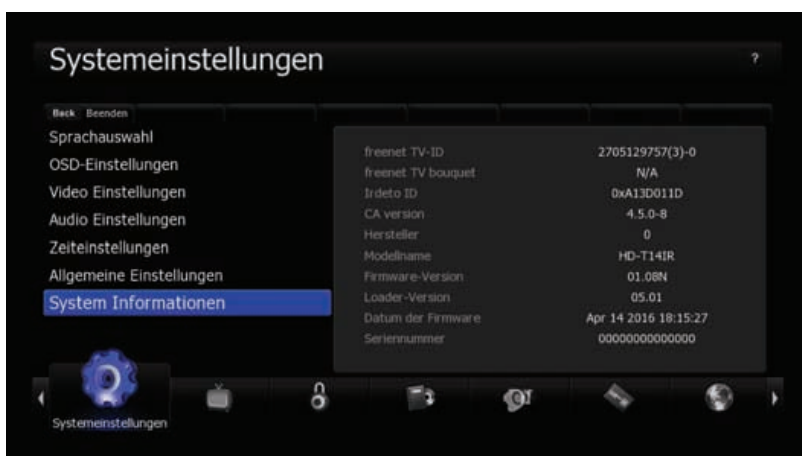 Systemeinstellungen
?
Back Beenden
Sprachauswahl
OSD-Einstellungen
Video Einstellungen
Audio Einstellungen
Zeiteinstellungen
Allgemeine Einstellungen
System Informationen
freenet TV-ID 2705129757(3)-0
freenet TV bouquet N/A
Irdeto ID 0xA13D011D
CA version 4.5.0-8
Hersteller 0
Modellname HD-T14IR
Firmware-Version 01.08N
Loader-Version 05.01
Datum der Firmware Apr 14 2016 18:15:27
Seriennummer 00000000000000
Systemeinstellungen